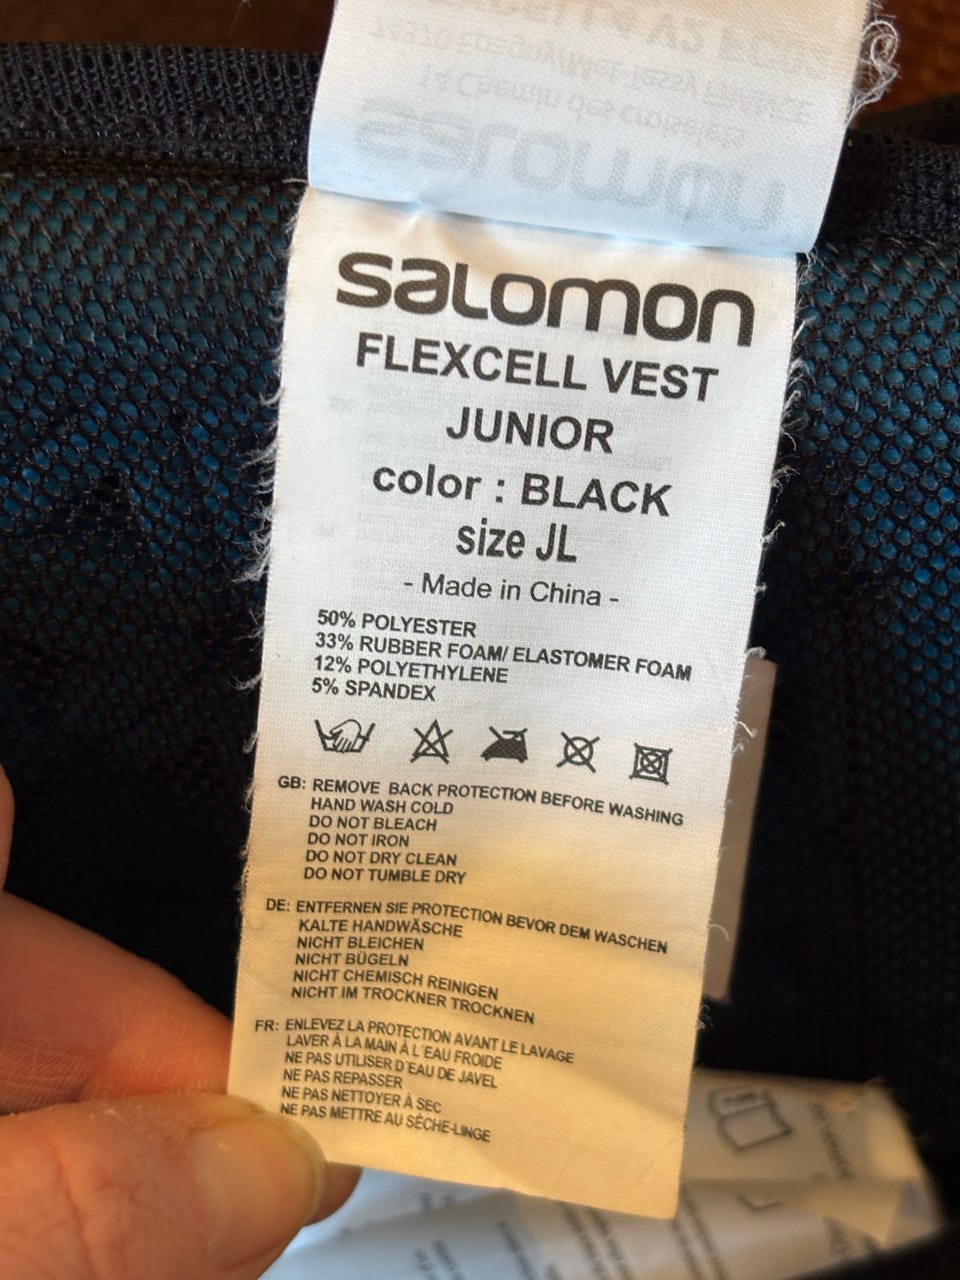 salomon
FLEXCELL VEST
JUNIOR
color : BLACK
size JL
- Made in China -
50% POLYESTER
33% RUBBER FOAM/ ELASTOMER FOAM
12% POLYETHYLENE
5% SPANDEX
GB: REMOVE BACK PROTECTION BEFORE WASHING
HAND WASH COLD
DO NOT BLEACH
DO NOT IRON
DO NOT DRY CLEAN
DO NOT TUMBLE DRY
DE: ENTFERNEN SIE PROTECTION BEVOR DEM WASCHEN
KALTE HANDWÄSCHE
NICHT BLEICHEN
NICHT BÜGELN
NICHT CHEMISCH REINIGEN
NICHT IM TROCKNER TROCKNEN
FR: ENLEVEZ LA PROTECTION AVANT LE LAVAGE
LAVER À LA MAIN À L'EAU FROIDE
NE PAS UTILISER D'EAU DE JAVEL
NE PAS REPASSER
NE PAS NETTOYER À SEC
NE PAS METTRE AU SÈCHE-LINGE